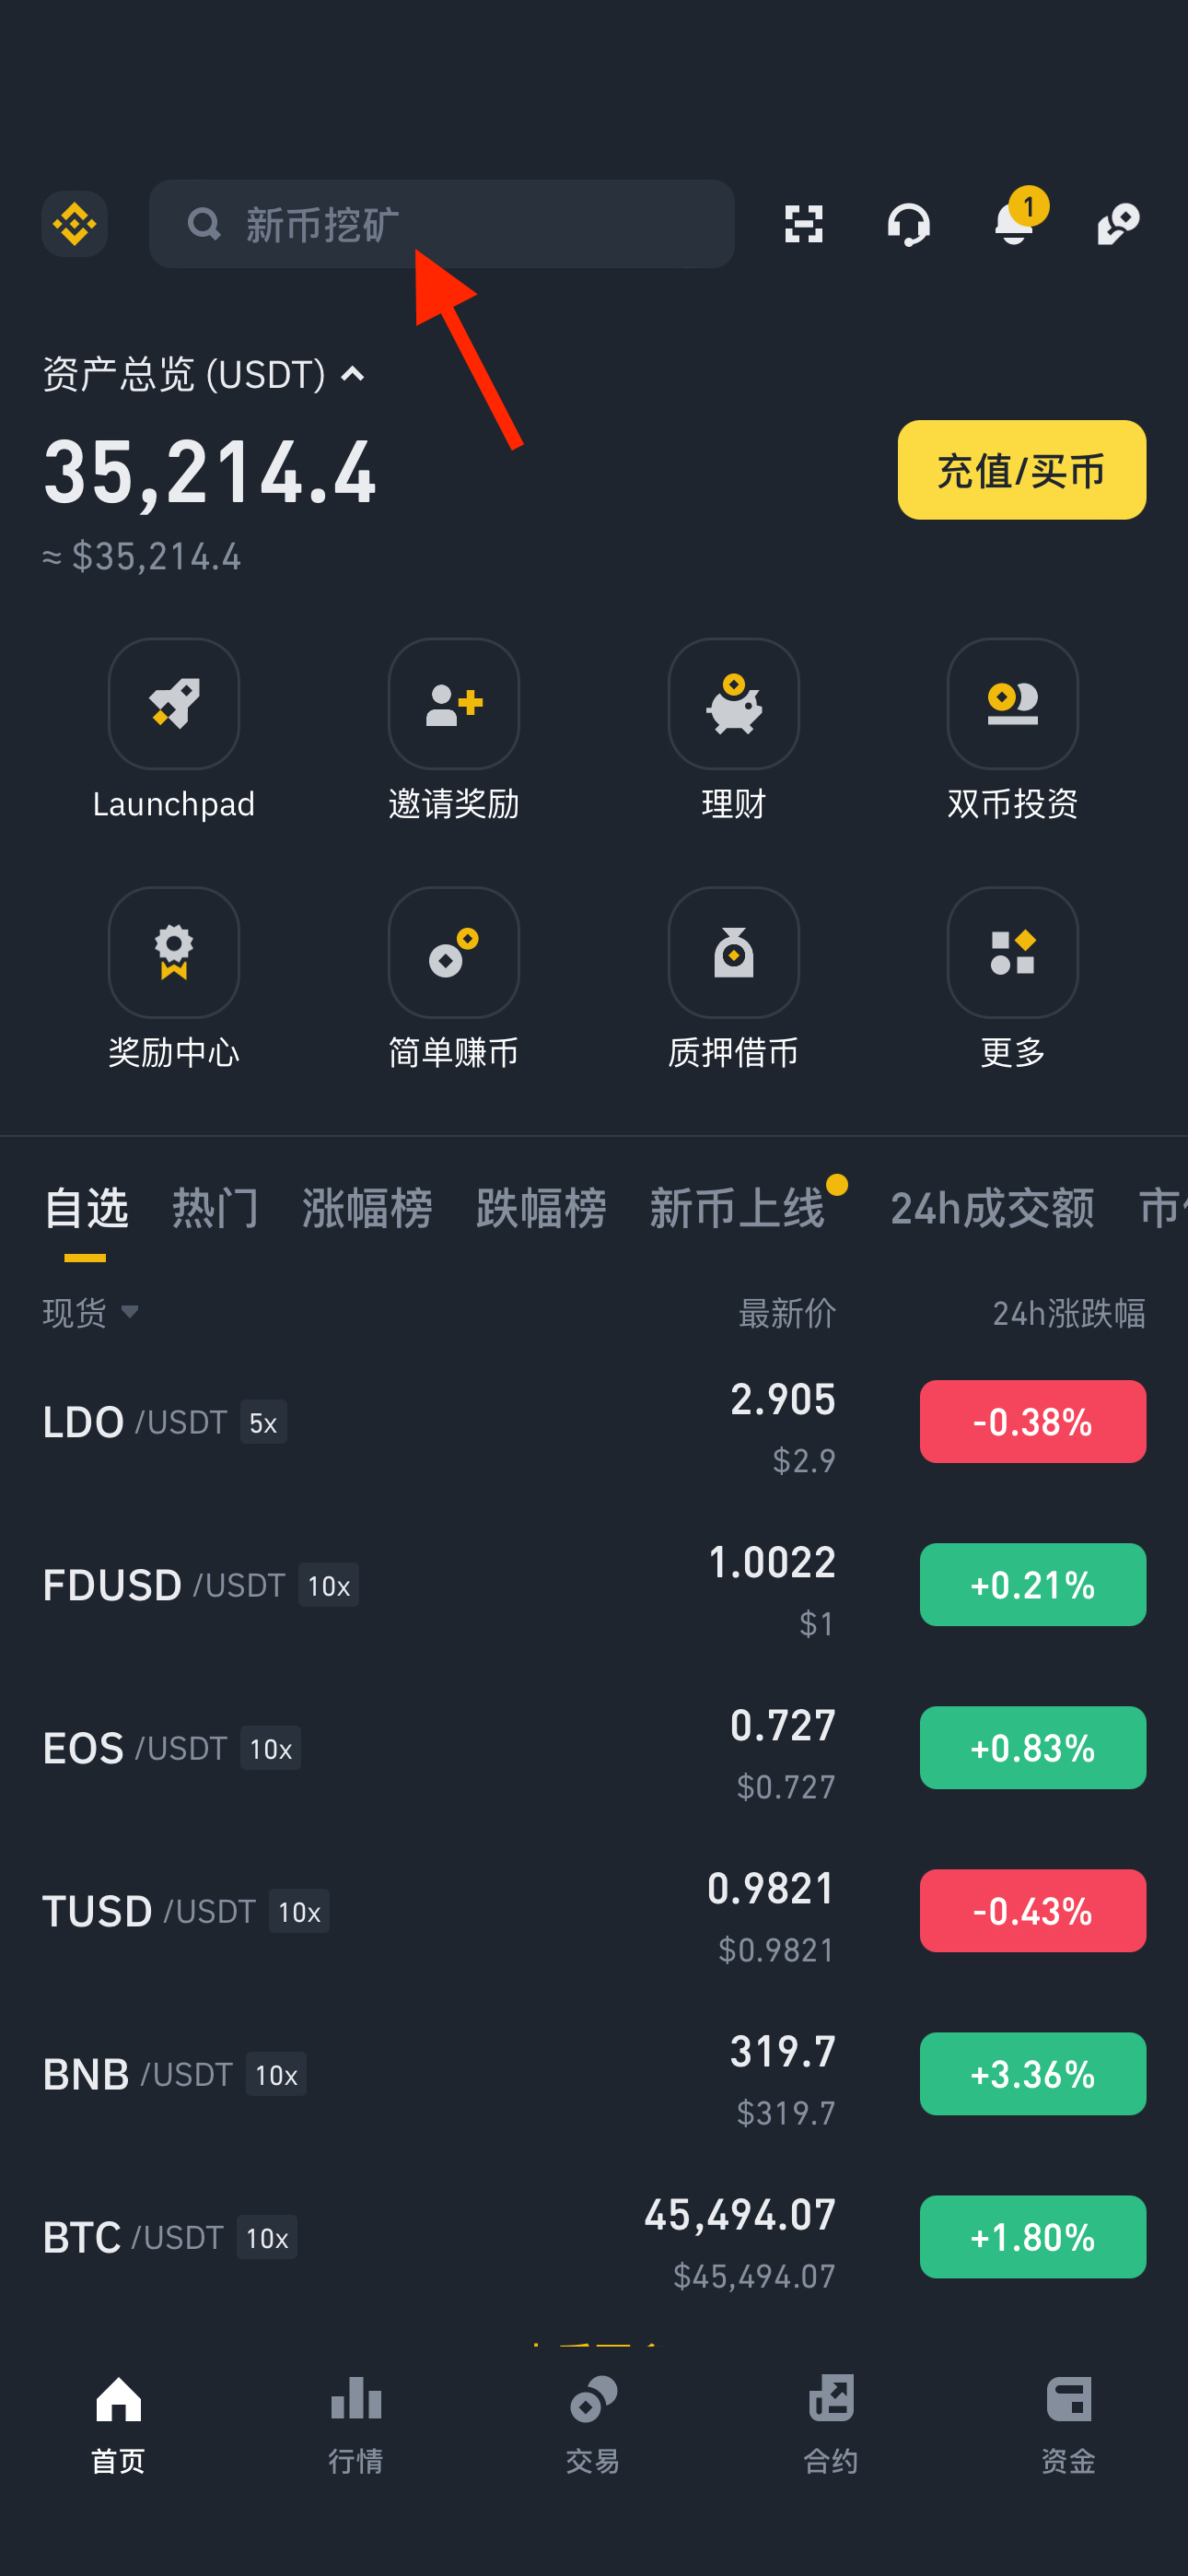 新币挖矿
1
资产总览 (USDT)
35,214.4
充值/买币
≈ $35,214.4
Launchpad 邀请奖励 理财 双币投资
奖励中心 简单赚币 质押借币 更多
自选 热门 涨幅榜 跌幅榜 新币上线 24h成交额
现货 最新价 24h涨跌幅
LDO /USDT 5x 2.905 -0.38%
$2.9
FDUSD /USDT 10x 1.0022 +0.21%
$1
EOS /USDT 10x 0.727 +0.83%
$0.727
TUSD /USDT 10x 0.9821 -0.43%
$0.9821
BNB /USDT 10x 319.7 +3.36%
$319.7
BTC /USDT 10x 45,494.07 +1.80%
$45,494.07
首页 行情 交易 合约 资金